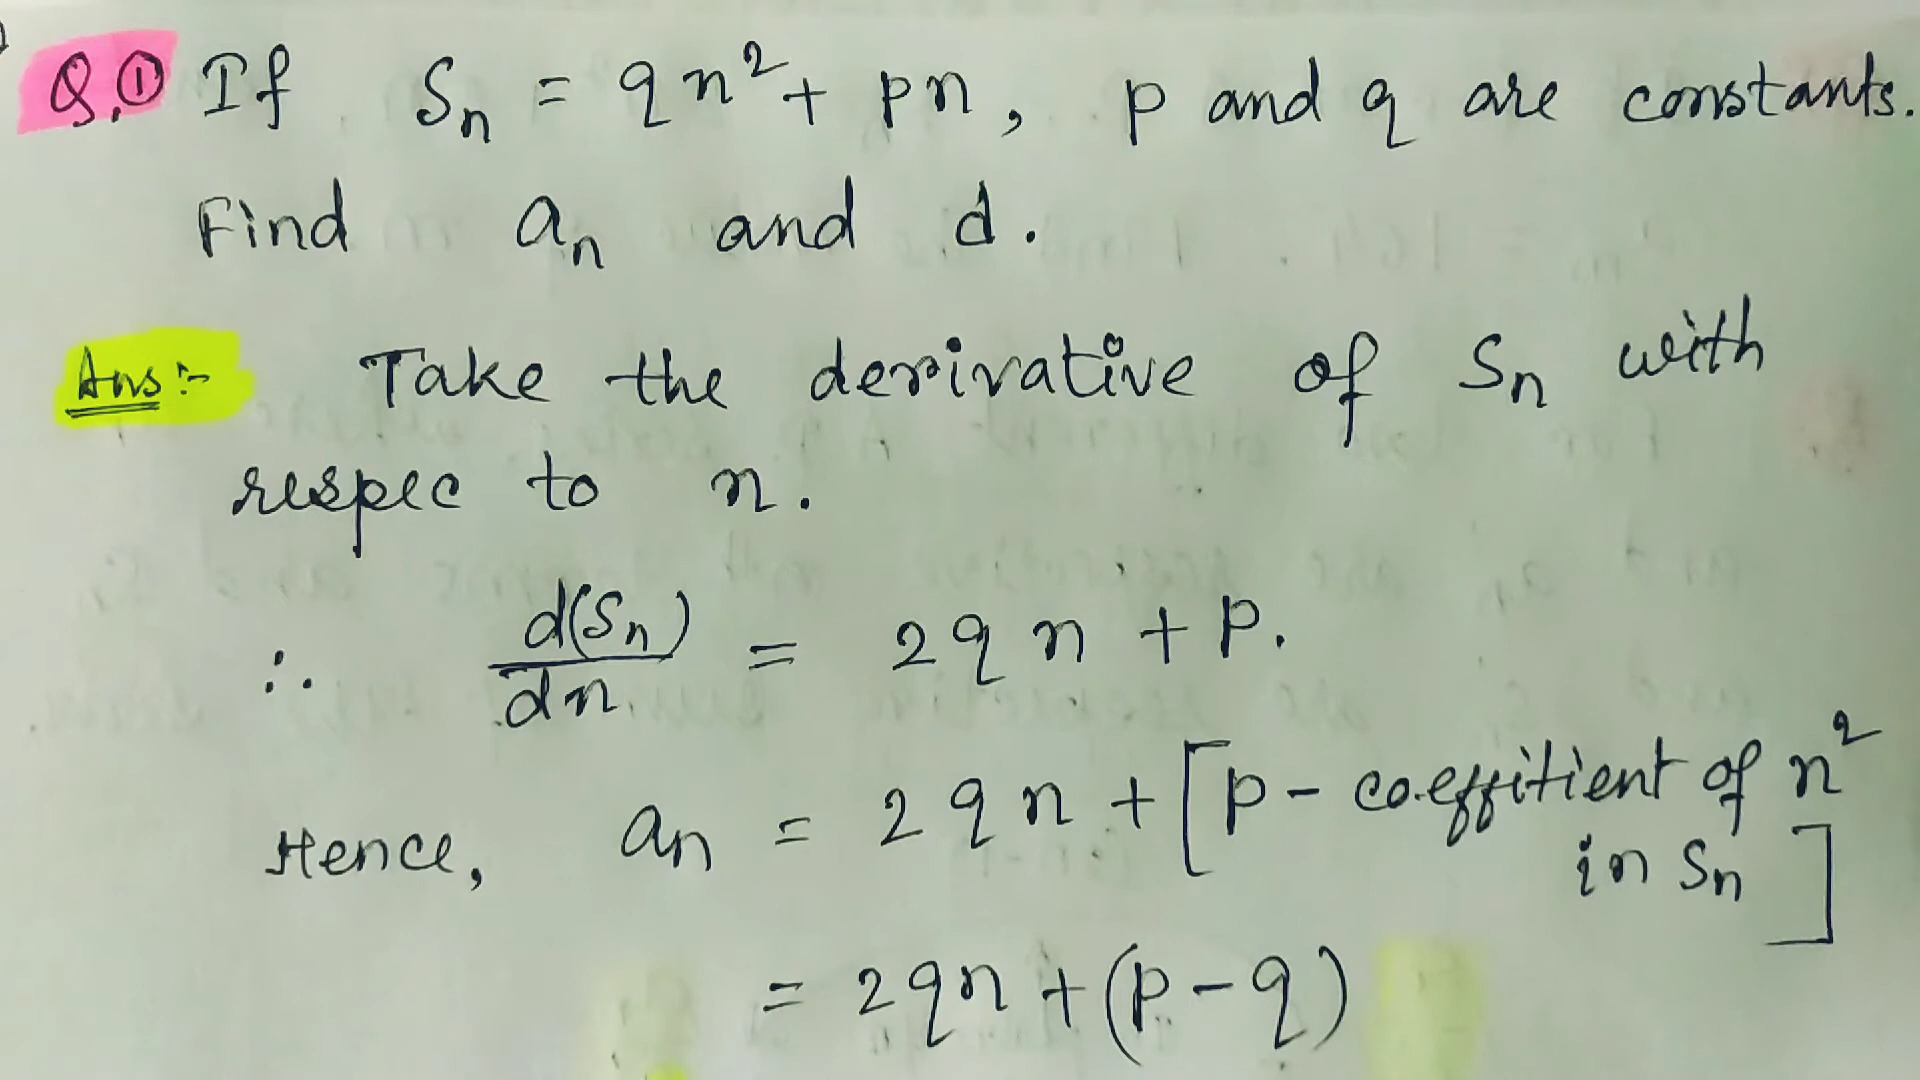 Q.① If Sn = qn² + pn, p and q are constants.
Find an and d.
Ans:- Take the derivative of Sn with
respec to n.
∴ d(Sn)/dn = 2qn + p.
Hence, an = 2qn + [p - coeffitient of n²
in Sn]
= 2qn + (p - q)